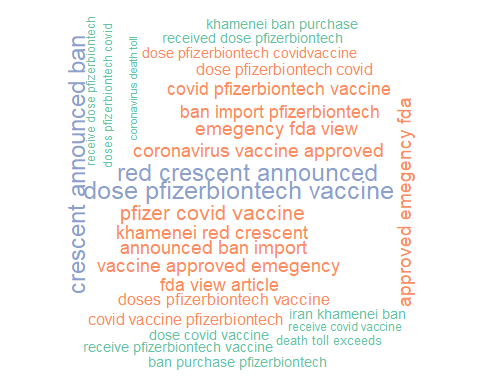 khamenei ban purchase
received dose pfizerbiontech
dose pfizerbiontech covidvaccine
dose pfizerbiontech covid
covid pfizerbiontech vaccine
ban import pfizerbiontech
emegency fda view
coronavirus vaccine approved
red crescent announced
dose pfizerbiontech vaccine
pfizer covid vaccine
khamenei red crescent
announced ban import
vaccine approved emegency
fda view article
doses pfizerbiontech vaccine
iran khamenei ban
covid vaccine pfizerbiontech
receive covid vaccine
dose covid vaccine
death toll exceeds
receive pfizerbiontech vaccine
ban purchase pfizerbiontech
crescent announced ban
receive dose pfizerbiontech
doses pfizerbiontech covid
coronavirus death toll
approved emegency fda